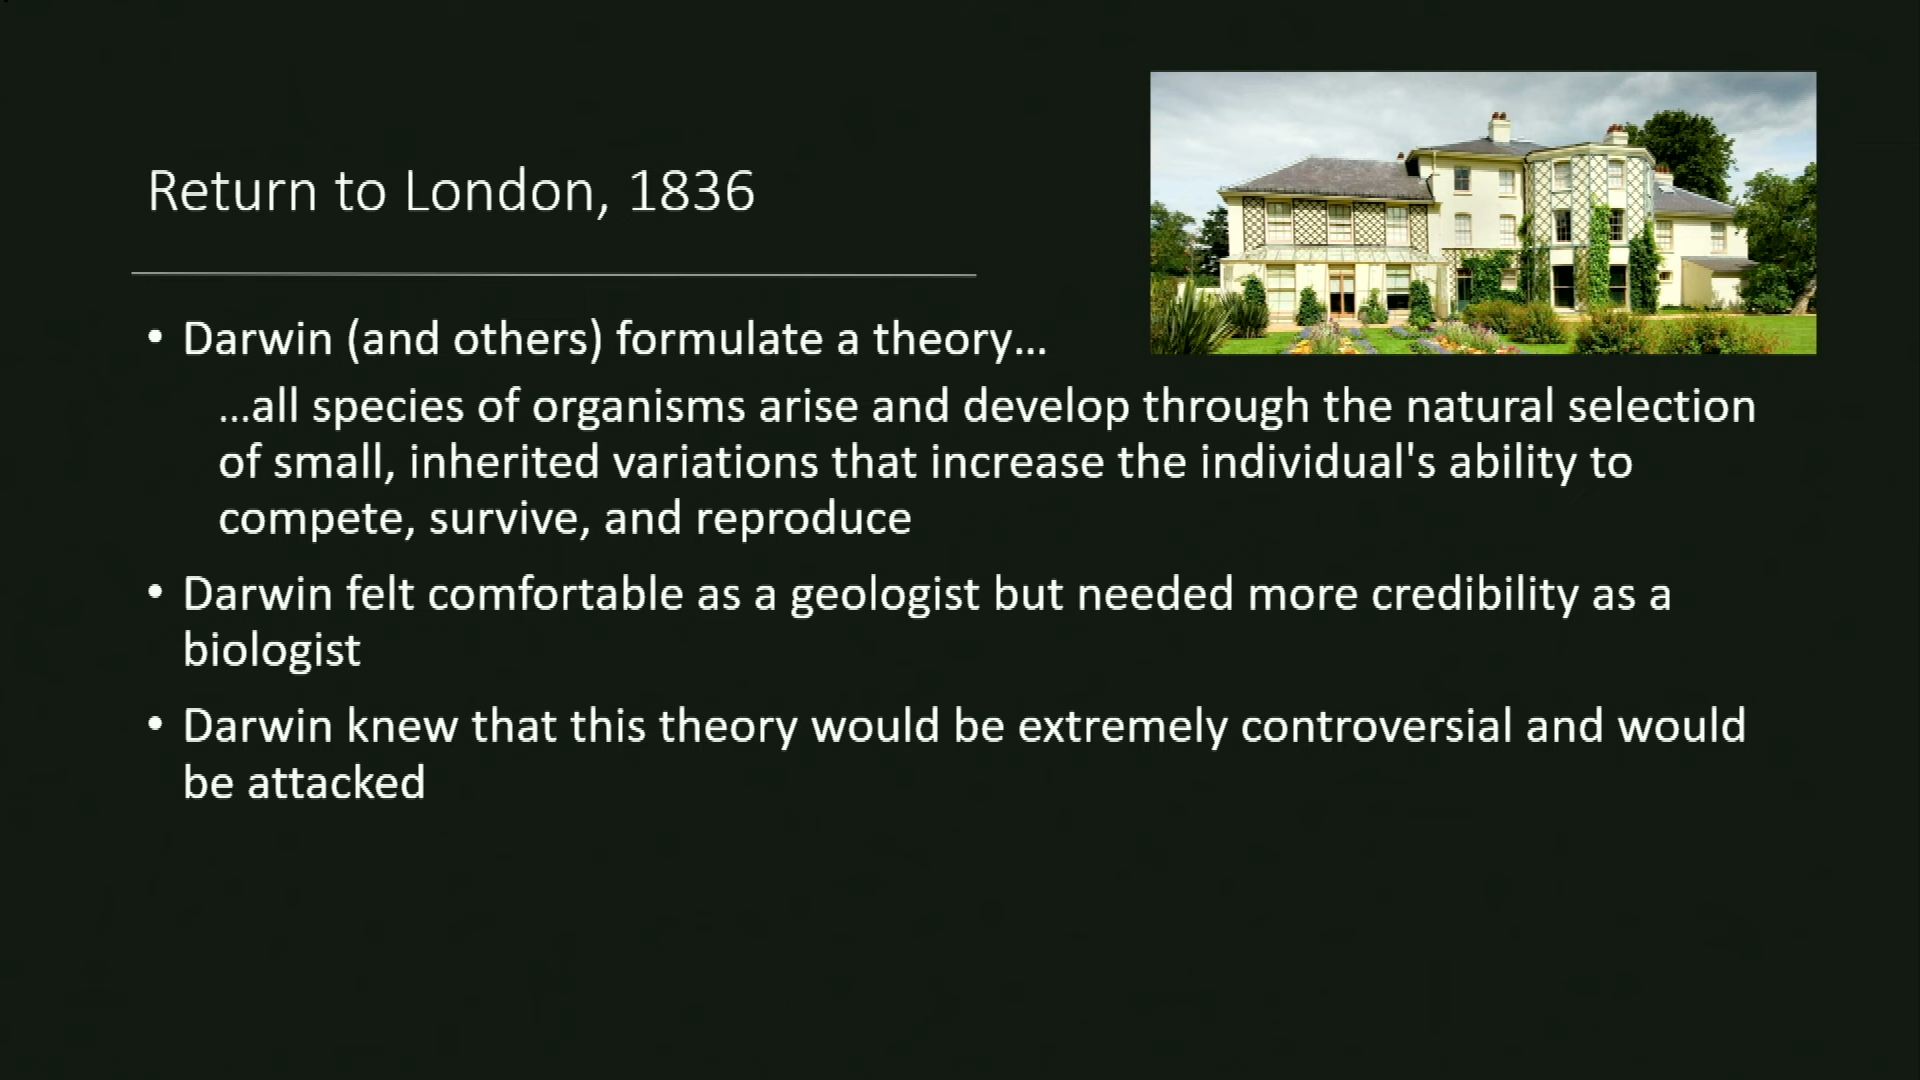 Return to London, 1836
• Darwin (and others) formulate a theory…
…all species of organisms arise and develop through the natural selection
of small, inherited variations that increase the individual's ability to
compete, survive, and reproduce
• Darwin felt comfortable as a geologist but needed more credibility as a
biologist
• Darwin knew that this theory would be extremely controversial and would
be attacked